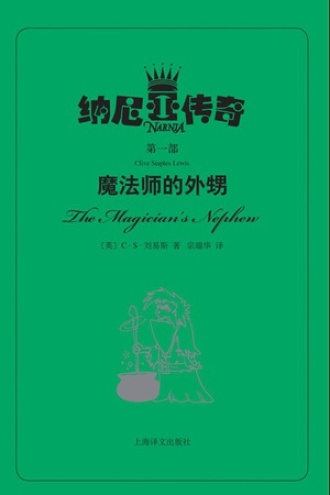 纳尼亚传奇
NARNIA
第一部
Clive Staples Lewis
魔法师的外甥
The Magician's Nephew
〔英〕C·S·刘易斯 著 宗端华 译
上海译文出版社